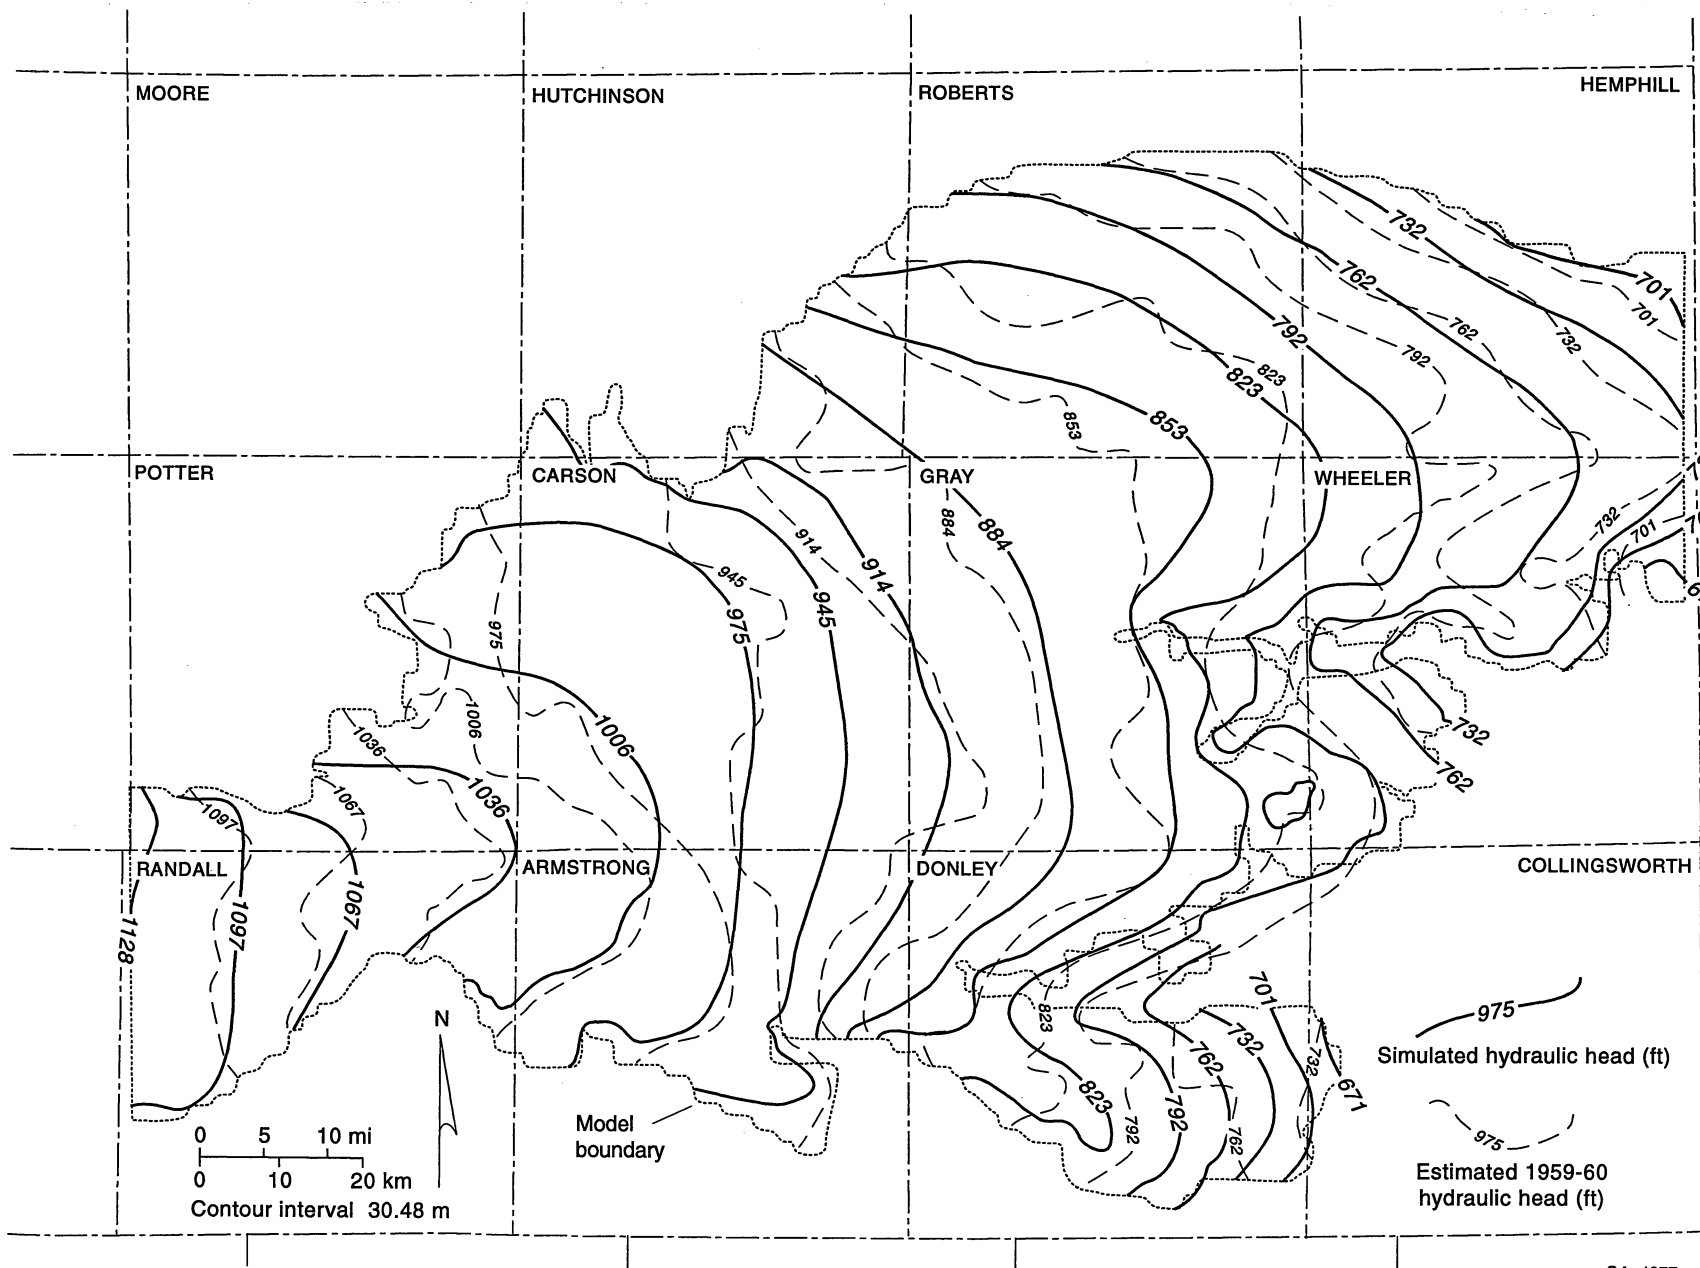 MOORE
HUTCHINSON
ROBERTS
HEMPHILL
732
701
762
701
792
762
732
792
823
823
853
853
POTTER
CARSON
GRAY
WHEELER
884
884
914
914
732
701
945
945
975
975
1006
1006
1036
1036
732
762
1067
1097
RANDALL
ARMSTRONG
DONLEY
COLLINGSWORTH
1067
1097
1128
701
975
Simulated hydraulic head (ft)
N
823
732
762
732
671
823
792
792
762
975
Model
boundary
0 5 10 mi
0 10 20 km
Contour interval 30.48 m
Estimated 1959-60
hydraulic head (ft)